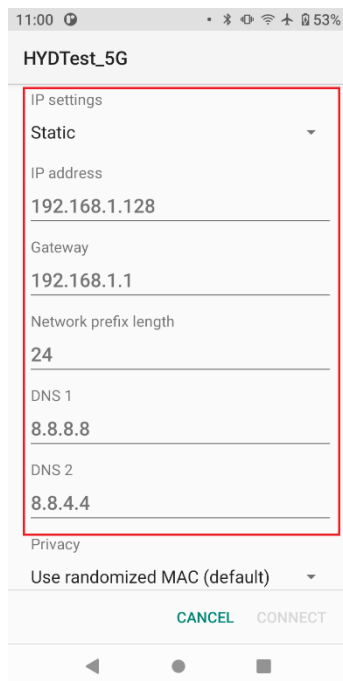 11:00 53%
HYDTest_5G
IP settings
Static
IP address
192.168.1.128
Gateway
192.168.1.1
Network prefix length
24
DNS 1
8.8.8.8
DNS 2
8.8.4.4
Privacy
Use randomized MAC (default)
CANCEL CONNECT